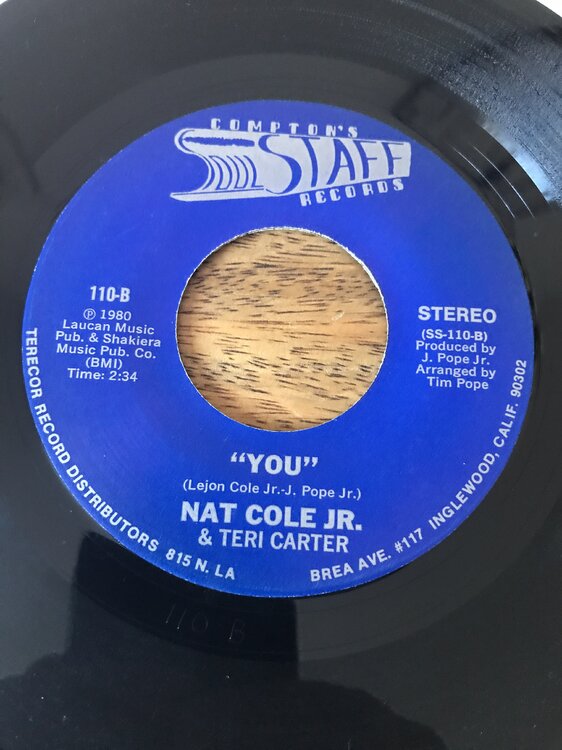 COMPTON'S
SOUL STAFF
RECORDS
110-B
℗ 1980
Laucan Music
Pub. & Shakiera
Music Pub. Co.
(BMI)
Time: 2:34
STEREO
(SS-110-B)
Produced by
J. Pope Jr.
Arranged by
Tim Pope
"YOU"
(Lejon Cole Jr.-J. Pope Jr.)
NAT COLE JR.
& TERI CARTER
TERECOR RECORD DISTRIBUTORS 815 N. LA BREA AVE. #117 INGLEWOOD, CALIF. 90302
110 B